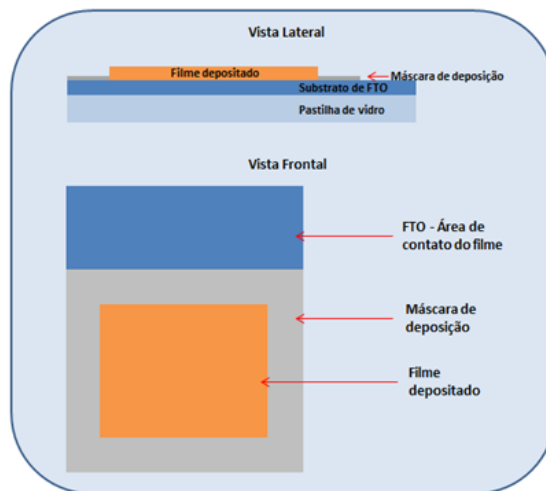 Vista Lateral
Filme depositado
Máscara de deposição
Substrato de FTO
Pastilha de vidro
Vista Frontal
FTO - Área de
contato do filme
Máscara de
deposição
Filme
depositado